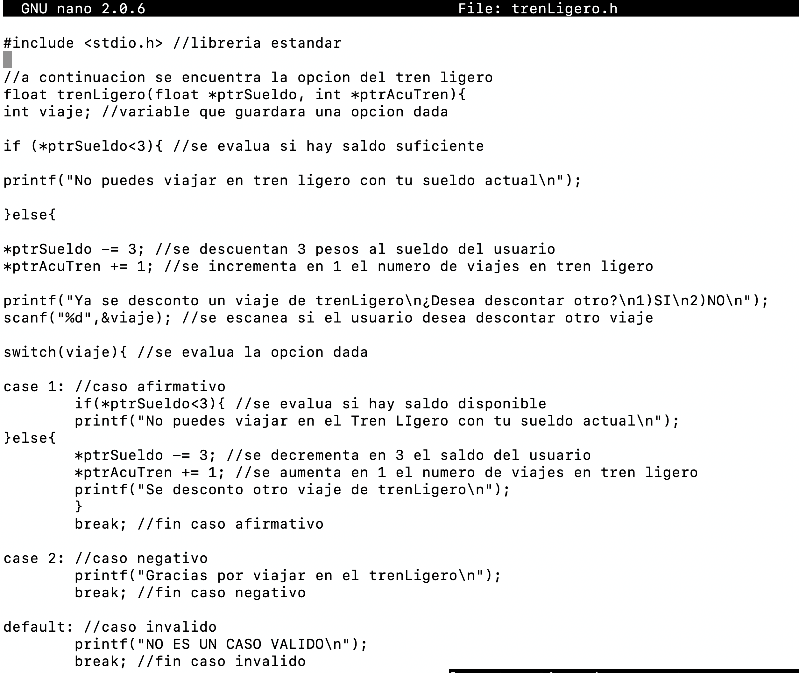 GNU nano 2.0.6 File: trenLigero.h
#include <stdio.h> //libreria estandar
//a continuacion se encuentra la opcion del tren ligero
float trenLigero(float *ptrSueldo, int *ptrAcuTren){
int viaje; //variable que guardara una opcion dada
if (*ptrSueldo<3){ //se evalua si hay saldo suficiente
printf("No puedes viajar en tren ligero con tu sueldo actual\n");
}else{
*ptrSueldo -= 3; //se descuentan 3 pesos al sueldo del usuario
*ptrAcuTren += 1; //se incrementa en 1 el numero de viajes en tren ligero
printf("Ya se desconto un viaje de trenLigero\n¿Desea descontar otro?\n1)SI\n2)NO\n");
scanf("%d",&viaje); //se escanea si el usuario desea descontar otro viaje
switch(viaje){ //se evalua la opcion dada
case 1: //caso afirmativo
if(*ptrSueldo<3){ //se evalua si hay saldo disponible
printf("No puedes viajar en el Tren LIgero con tu sueldo actual\n");
}else{
*ptrSueldo -= 3; //se decrementa en 3 el saldo del usuario
*ptrAcuTren += 1; //se aumenta en 1 el numero de viajes en tren ligero
printf("Se desconto otro viaje de trenLigero\n");
}
break; //fin caso afirmativo
case 2: //caso negativo
printf("Gracias por viajar en el trenLigero\n");
break; //fin caso negativo
default: //caso invalido
printf("NO ES UN CASO VALIDO\n");
break; //fin caso invalido